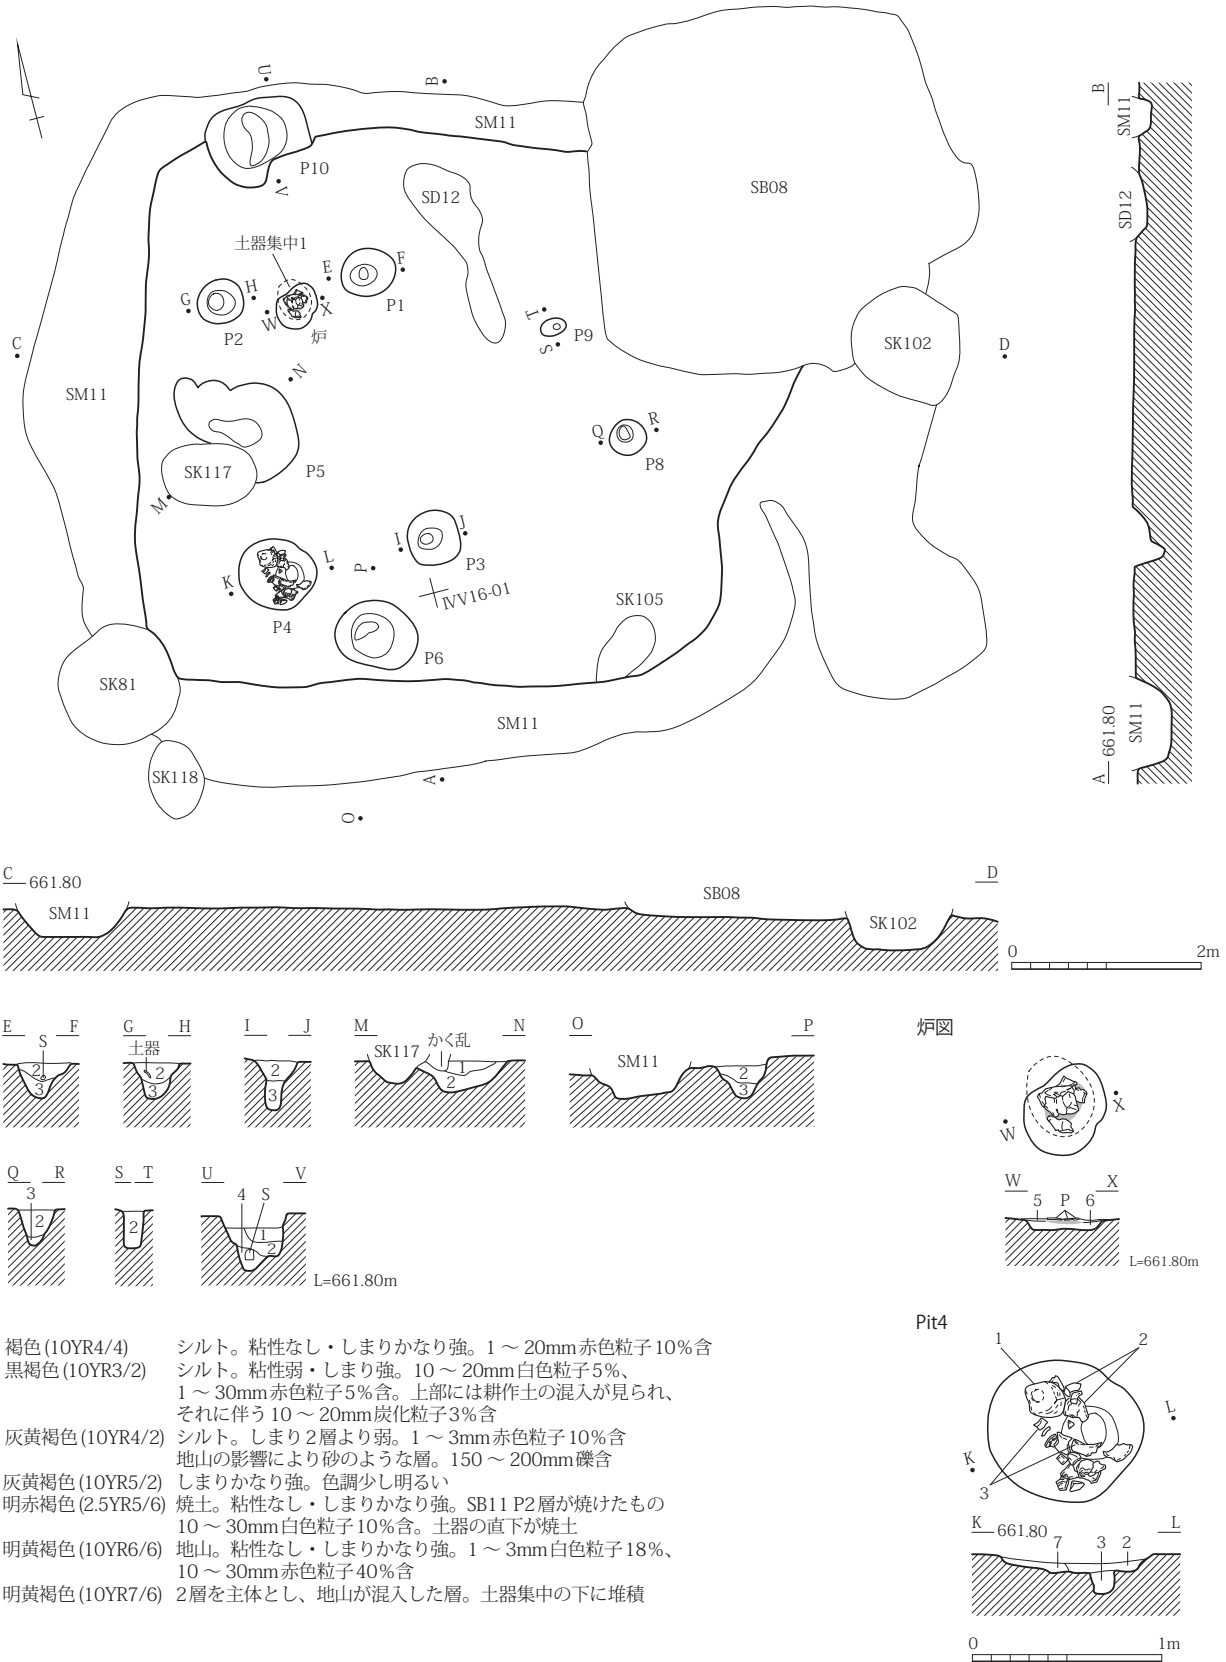 U
B
SM11
P10
V
SD12
SB08
土器集中1
E
F
G
H
W
X
P1
P2
炉
T
S
P9
C
SK102
D
N
SM11
Q
R
P8
SK117
P5
M
I
J
P3
L
P
K
P4
ⅣV16-01
SK105
P6
SK81
SM11
SK118
A
O
B
SM11
SD12
SM11
A
661.80
C
661.80
D
SM11
SB08
SK102
0
2m
E
F
S
2
3
G
H
土器
2
3
I
J
2
3
M
N
SK117
かく乱
1
2
O
P
SM11
2
3
炉図
W
X
W
X
5
P
6
L=661.80m
Q
R
3
2
S
T
2
U
V
4
S
1
2
L=661.80m
褐色(10YR4/4) シルト。粘性なし・しまりかなり強。1～20mm赤色粒子10%含
黒褐色(10YR3/2) シルト。粘性弱・しまり強。10～20mm白色粒子5%、
1～30mm赤色粒子5%含。上部には耕作土の混入が見られ、
それに伴う10～20mm炭化粒子3%含
灰黄褐色(10YR4/2) シルト。しまり2層より弱。1～3mm赤色粒子10%含
地山の影響により砂のような層。150～200mm礫含
灰黄褐色(10YR5/2) しまりかなり強。色調少し明るい
明赤褐色(2.5YR5/6) 焼土。粘性なし・しまりかなり強。SB11 P2層が焼けたもの
10～30mm白色粒子10%含。土器の直下が焼土
明黄褐色(10YR6/6) 地山。粘性なし・しまりかなり強。1～3mm白色粒子18%、
10～30mm赤色粒子40%含
明黄褐色(10YR7/6) 2層を主体とし、地山が混入した層。土器集中の下に堆積
Pit4
1
2
L
K
3
K
661.80
L
7
3
2
0
1m